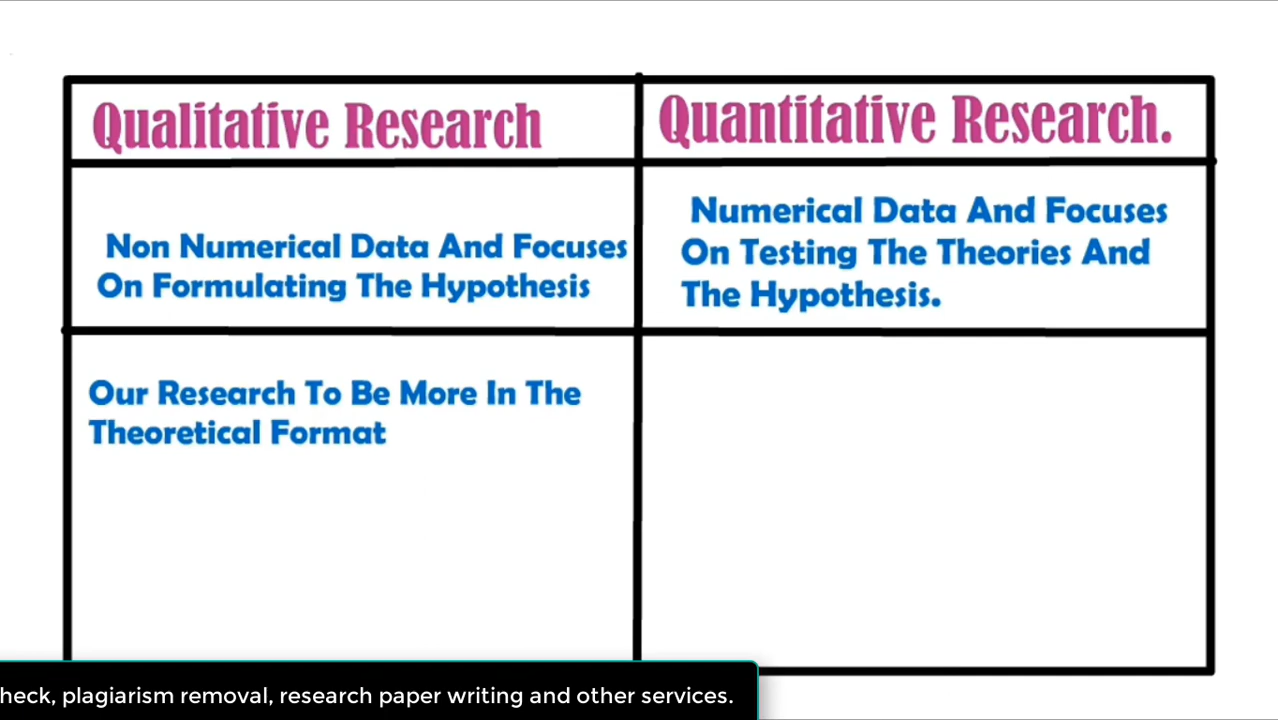 Qualitative Research
Quantitative Research.
Non Numerical Data And Focuses
On Formulating The Hypothesis
Numerical Data And Focuses
On Testing The Theories And
The Hypothesis.
Our Research To Be More In The
Theoretical Format
heck, plagiarism removal, research paper writing and other services.